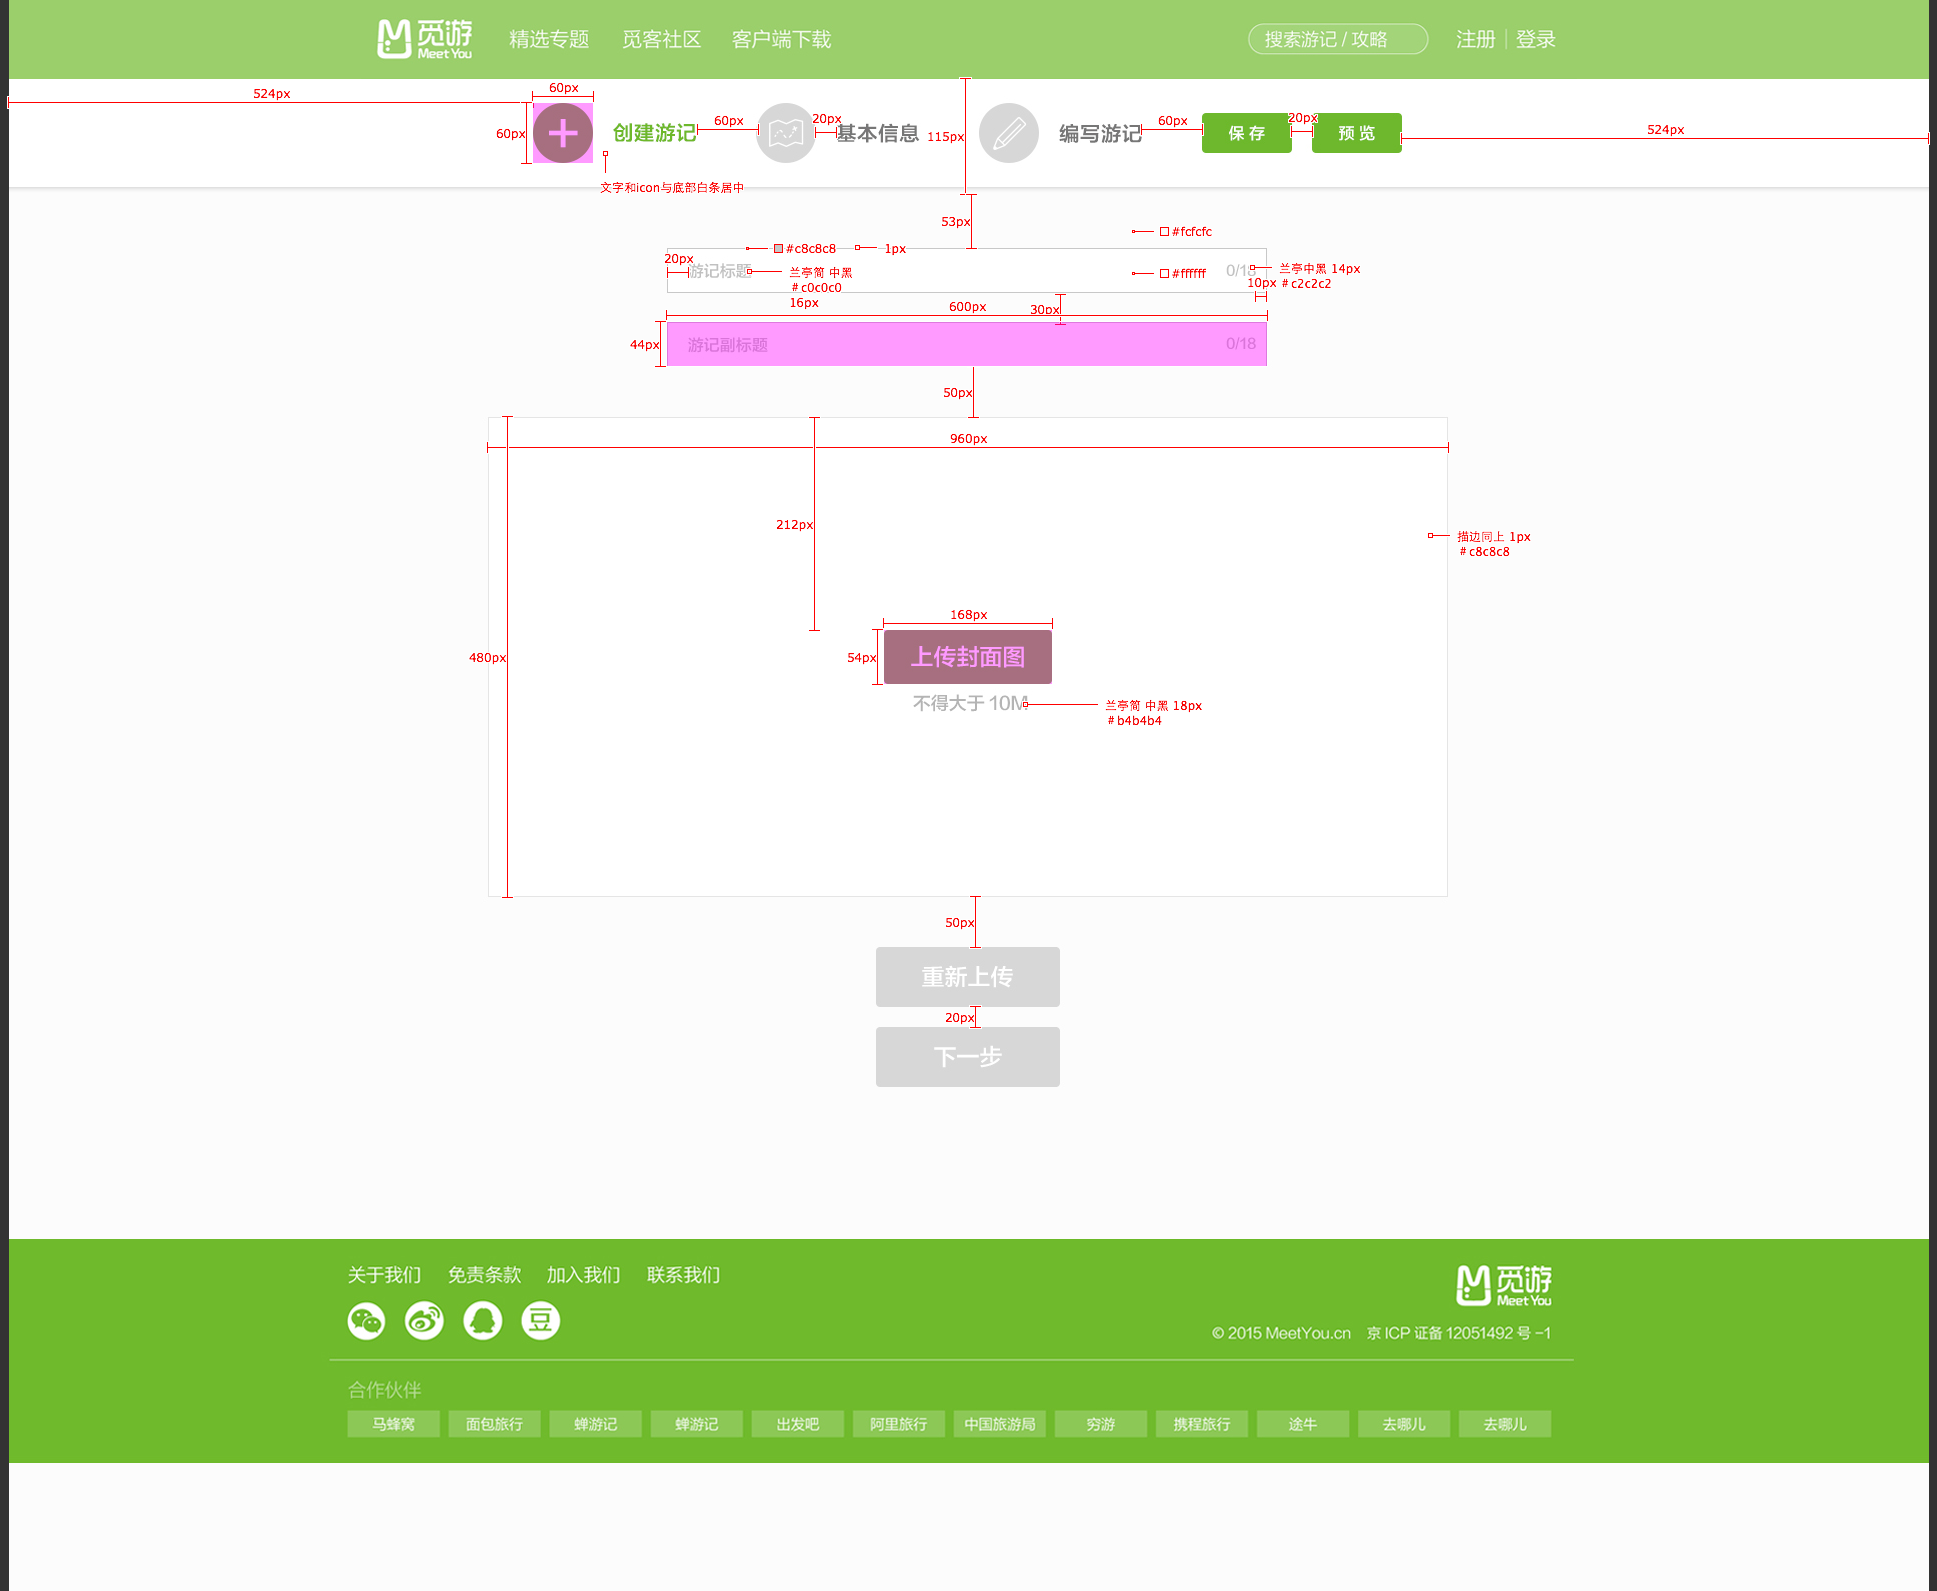 觅游 Meet You 精选专题 觅客社区 客户端下载 搜索游记 / 攻略 注册 | 登录
524px
60px
60px
创建游记
60px
20px
基本信息
115px
编写游记
60px
保存
20px
预览
524px
文字和icon与底部白条居中
53px
#fcfcfc
#c8c8c8
1px
20px
游记标题
兰亭简 中黑
#c0c0c0
16px
#ffffff
0/18
兰亭中黑 14px
#c2c2c2
10px
600px
30px
44px
游记副标题
0/18
50px
960px
212px
描边同上 1px
#c8c8c8
168px
480px
54px
上传封面图
不得大于 10M
兰亭简 中黑 18px
#b4b4b4
50px
重新上传
20px
下一步
关于我们 免责条款 加入我们 联系我们
觅游
Meet You
豆
© 2015 MeetYou.cn 京 ICP 证备 12051492 号 -1
合作伙伴
马蜂窝 面包旅行 蝉游记 蝉游记 出发吧 阿里旅行 中国旅游局 穷游 携程旅行 途牛 去哪儿 去哪儿